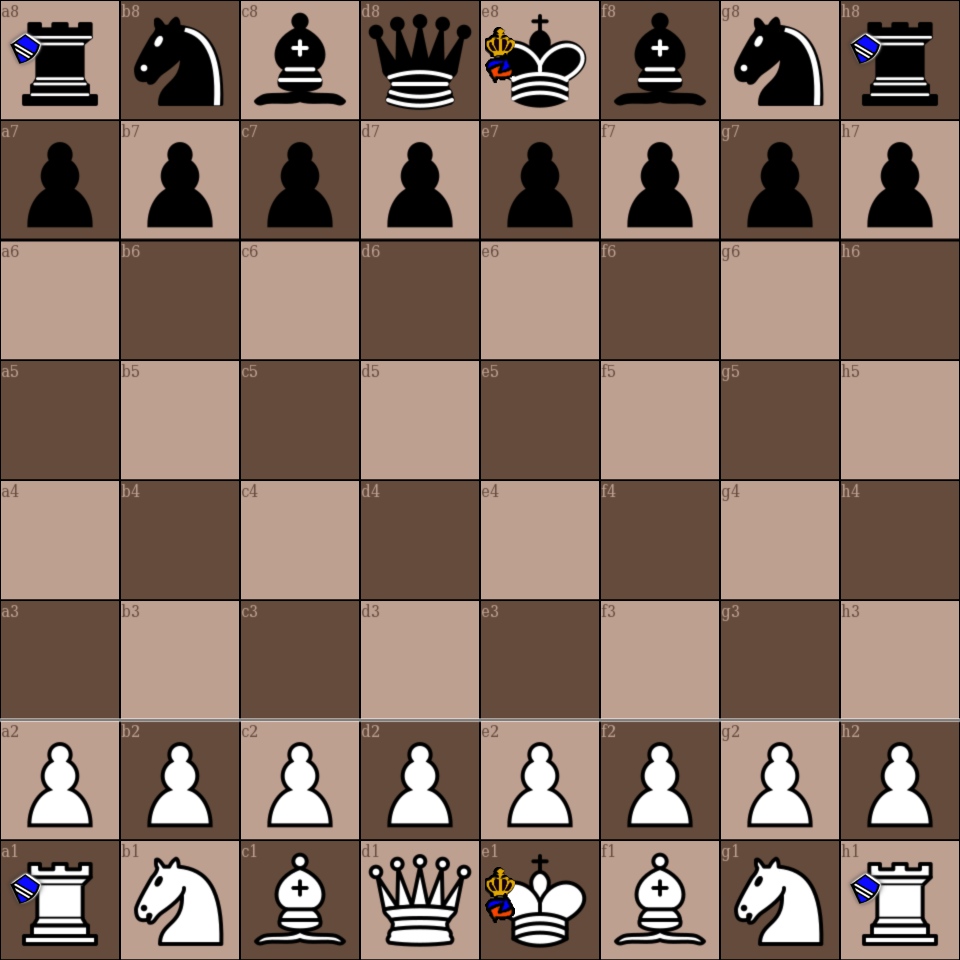 a8 b8 c8 d8 e8 f8 g8 h8
a7 b7 c7 d7 e7 f7 g7 h7
a6 b6 c6 d6 e6 f6 g6 h6
a5 b5 c5 d5 e5 f5 g5 h5
a4 b4 c4 d4 e4 f4 g4 h4
a3 b3 c3 d3 e3 f3 g3 h3
a2 b2 c2 d2 e2 f2 g2 h2
a1 b1 c1 d1 e1 f1 g1 h1